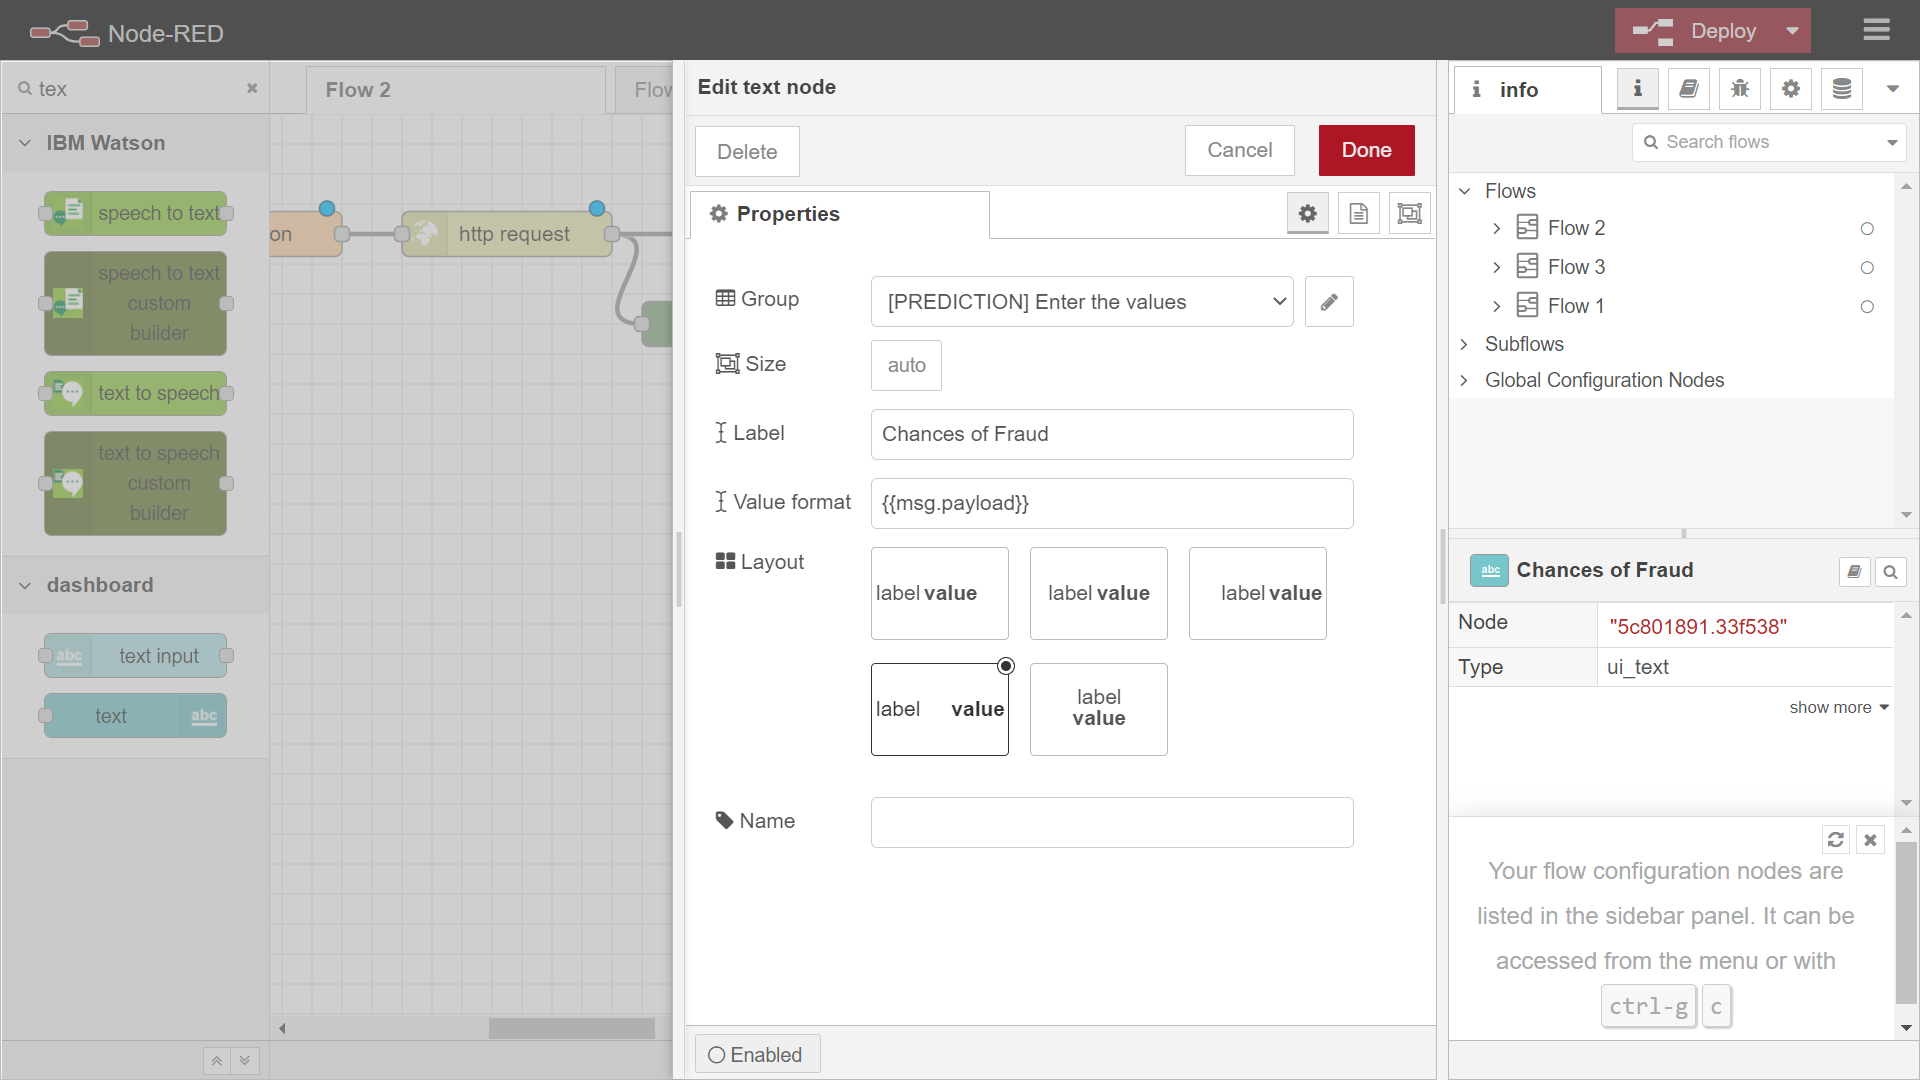 Node-RED
Deploy
tex
IBM Watson
speech to text
speech to text
custom
builder
text to speech
text to speech
custom
builder
dashboard
abc
text input
text
abc
Flow 2
Flow
on
http request
Edit text node
Delete
Cancel
Done
Properties
Group
[PREDICTION] Enter the values
Size
auto
Label
Chances of Fraud
Value format
{{msg.payload}}
Layout
label value
label value
label value
label value
label
value
Name
Enabled
i info
i
Search flows
Flows
Flow 2
Flow 3
Flow 1
Subflows
Global Configuration Nodes
abc
Chances of Fraud
Node
"5c801891.33f538"
Type
ui_text
show more
Your flow configuration nodes are
listed in the sidebar panel. It can be
accessed from the menu or with
ctrl-g c